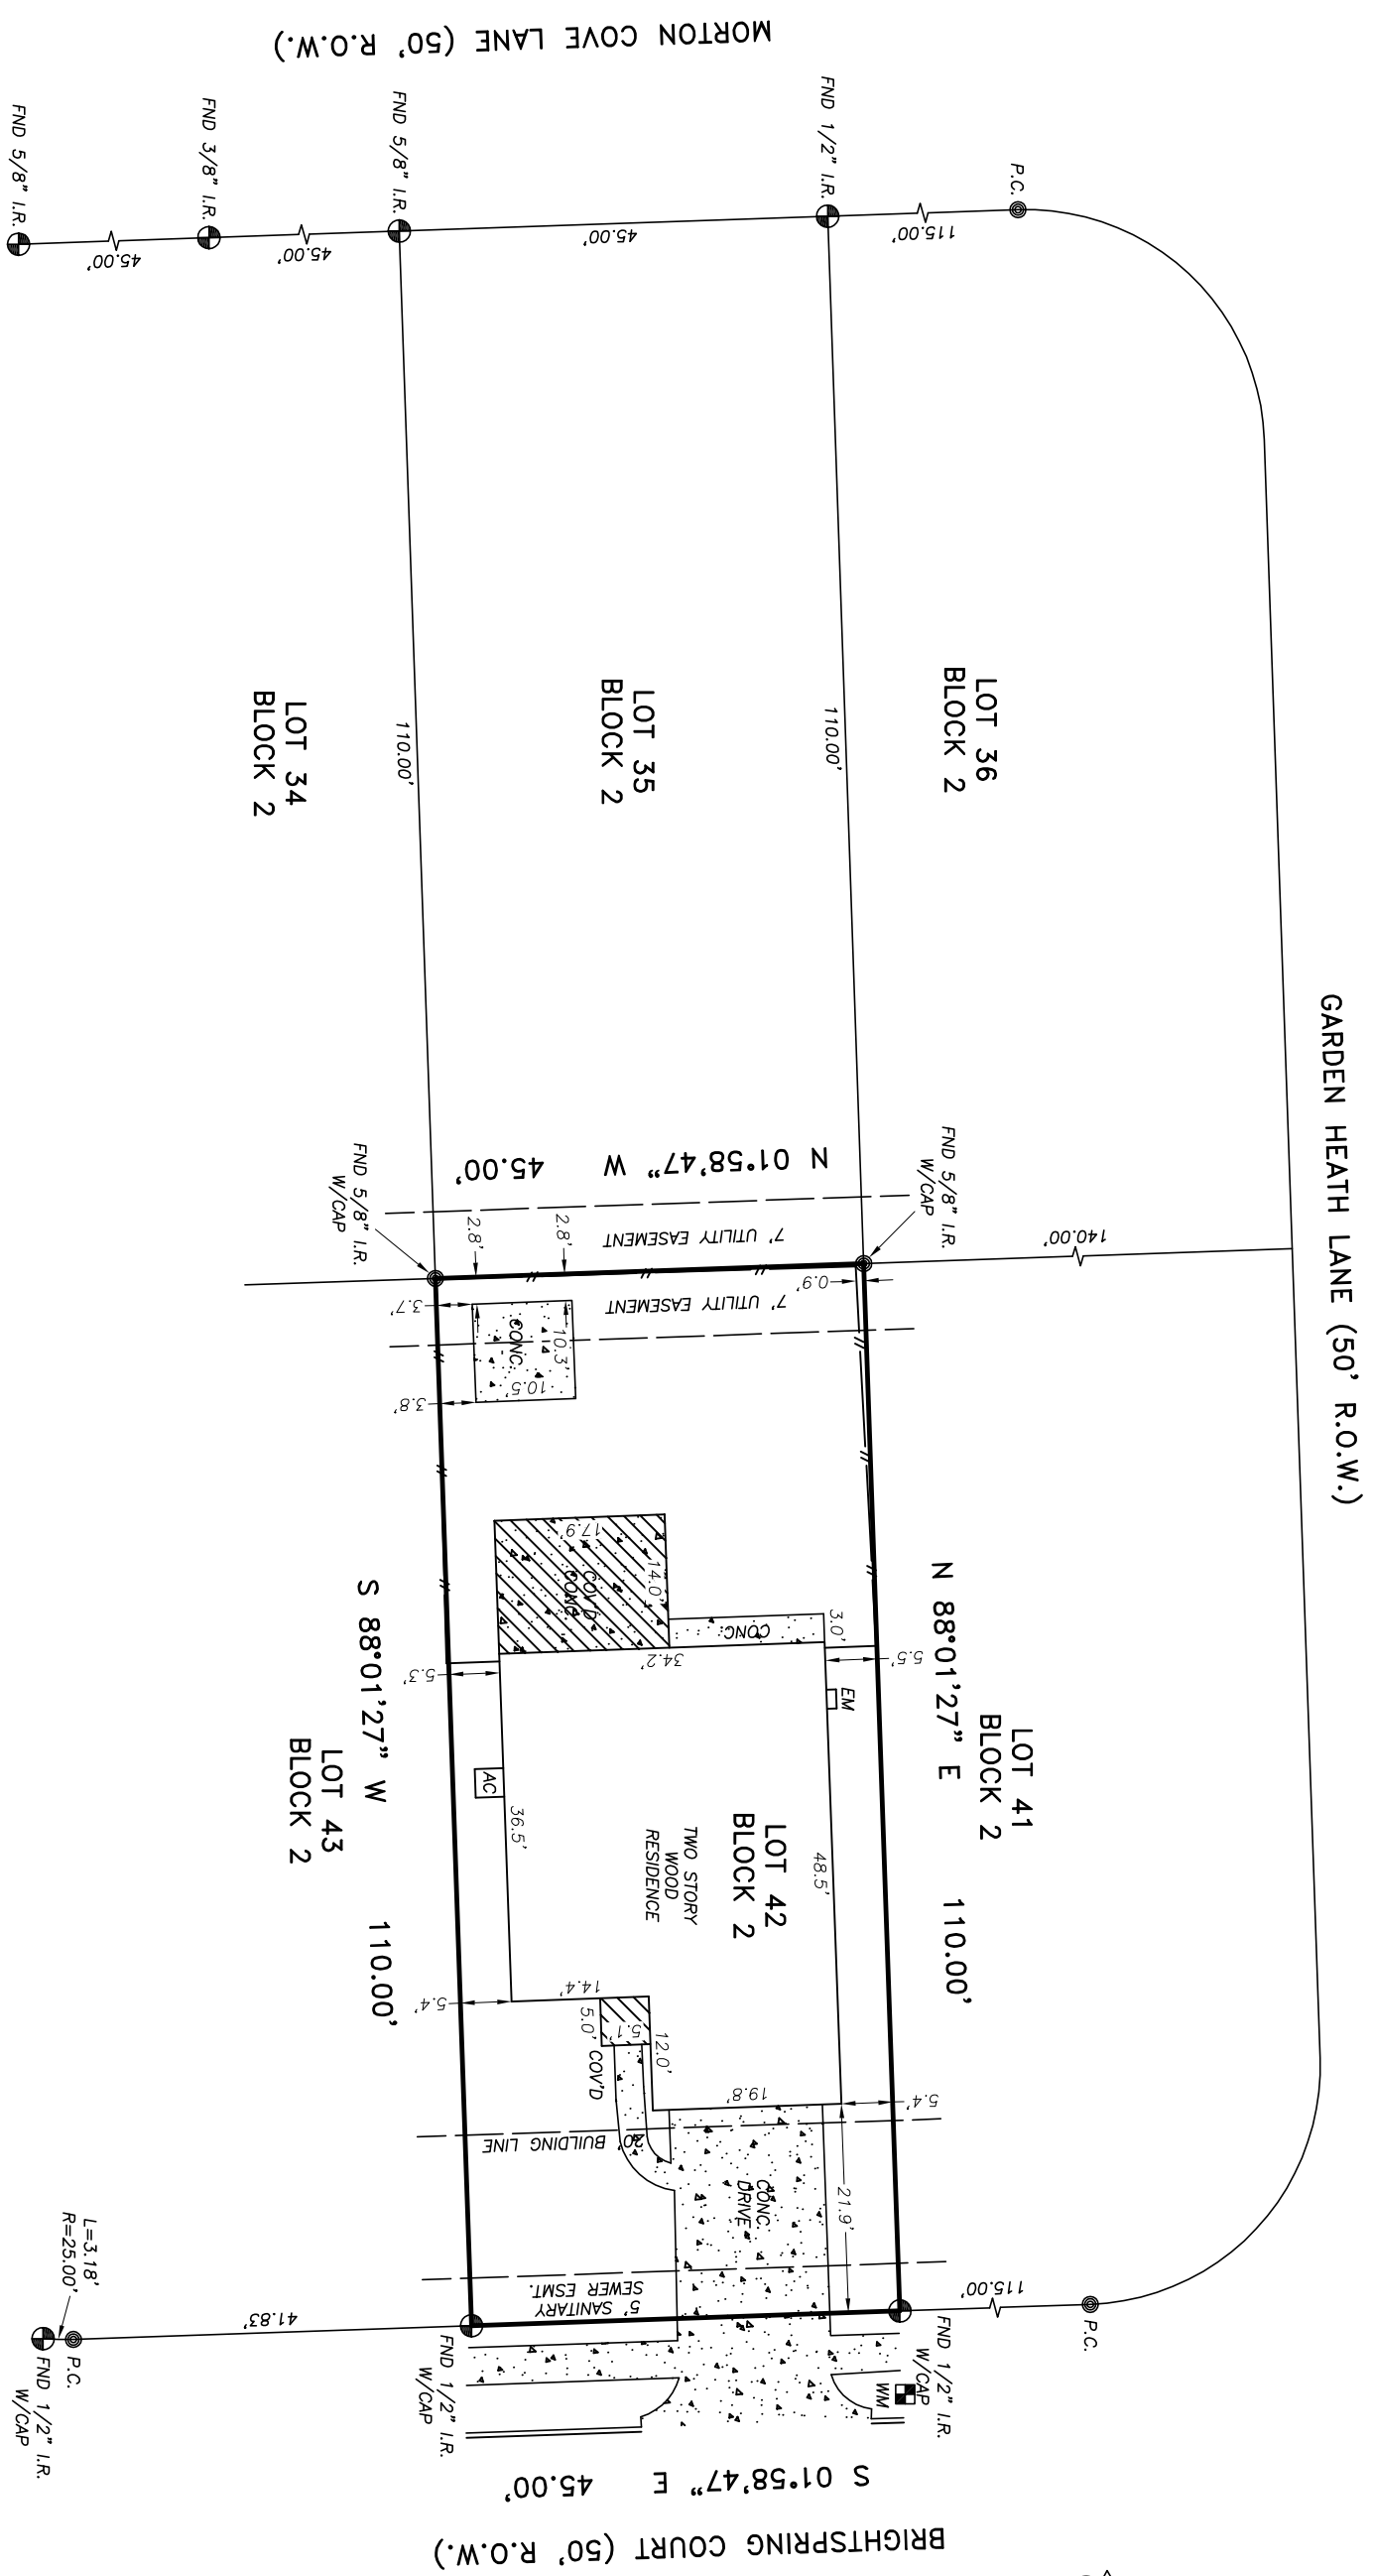 MORTON COVE LANE (50' R.O.W.)
FND 5/8" I.R.
FND 3/8" I.R.
FND 5/8" I.R.
FND 1/2" I.R.
P.C.
45.00'
45.00'
45.00'
115.00'
GARDEN HEATH LANE (50' R.O.W.)
LOT 34
BLOCK 2
LOT 35
BLOCK 2
LOT 36
BLOCK 2
110.00'
110.00'
N 01°58'47" W 45.00'
FND 5/8" I.R.
W/CAP
FND 5/8" I.R.
W/CAP
140.00'
7' UTILITY EASEMENT
7' UTILITY EASEMENT
2.8'
2.8'
0.9'
3.7'
3.8'
CONC.
10.3'
10.5'
17.9'
14.0'
COV'D
CONC.
CONC.
3.0'
34.2'
5.5'
5.3'
EM
AC
N 88°01'27" E 110.00'
LOT 41
BLOCK 2
S 88°01'27" W 110.00'
LOT 43
BLOCK 2
LOT 42
BLOCK 2
TWO STORY
WOOD
RESIDENCE
48.5'
36.5'
14.4'
5.4'
5.0'
5.1'
COV'D
12.0'
19.8'
5.4'
20' BUILDING LINE
CONC.
DRIVE
21.9'
5' SANITARY
SEWER ESMT.
L=3.18'
R=25.00'
41.83'
115.00'
P.C.
P.C.
FND 1/2" I.R.
W/CAP
FND 1/2" I.R.
W/CAP
FND 1/2" I.R.
W/CAP
WM
S 01°58'47" E 45.00'
BRIGHTSPRING COURT (50' R.O.W.)